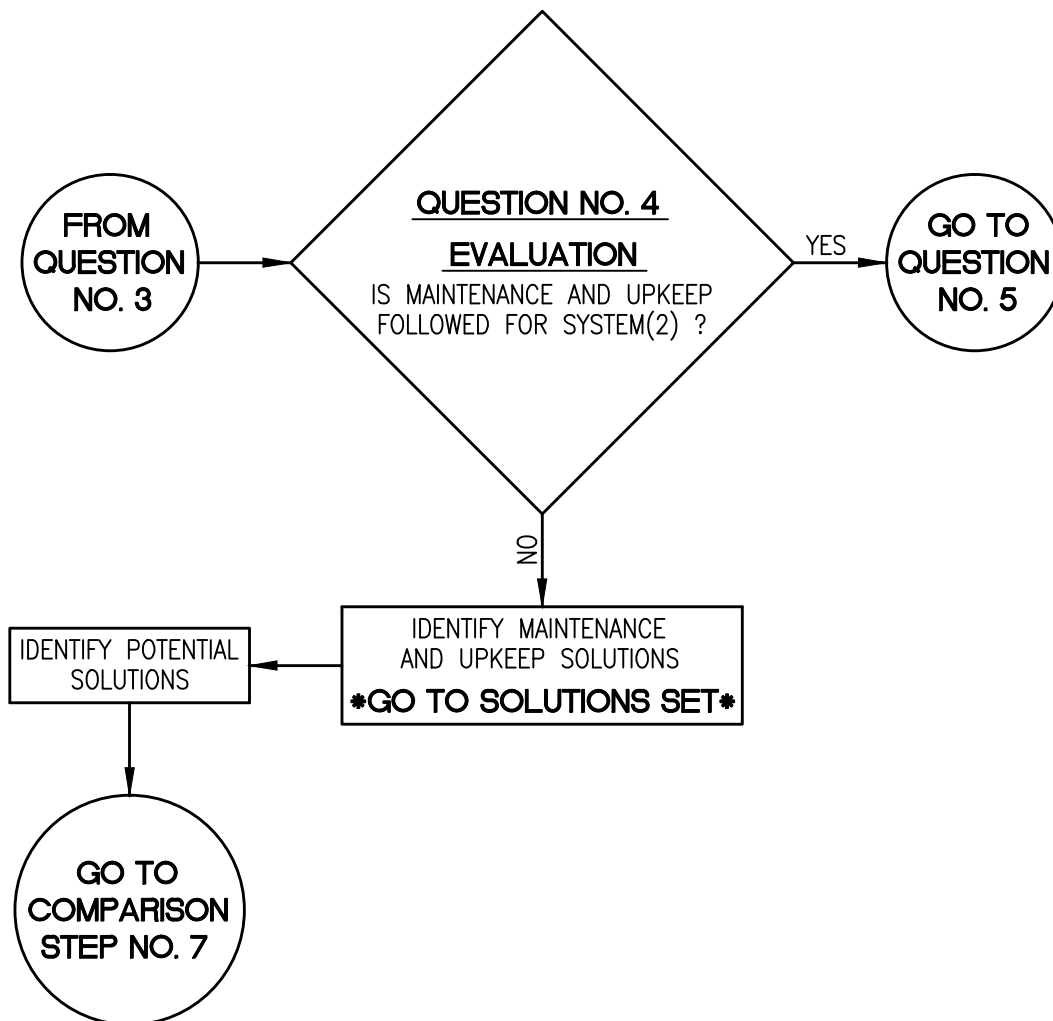 FROM
QUESTION
NO. 3
QUESTION NO. 4
EVALUATION
IS MAINTENANCE AND UPKEEP
FOLLOWED FOR SYSTEM(2) ?
YES
GO TO
QUESTION
NO. 5
NO
IDENTIFY MAINTENANCE
AND UPKEEP SOLUTIONS
*GO TO SOLUTIONS SET*
IDENTIFY POTENTIAL
SOLUTIONS
GO TO
COMPARISON
STEP NO. 7